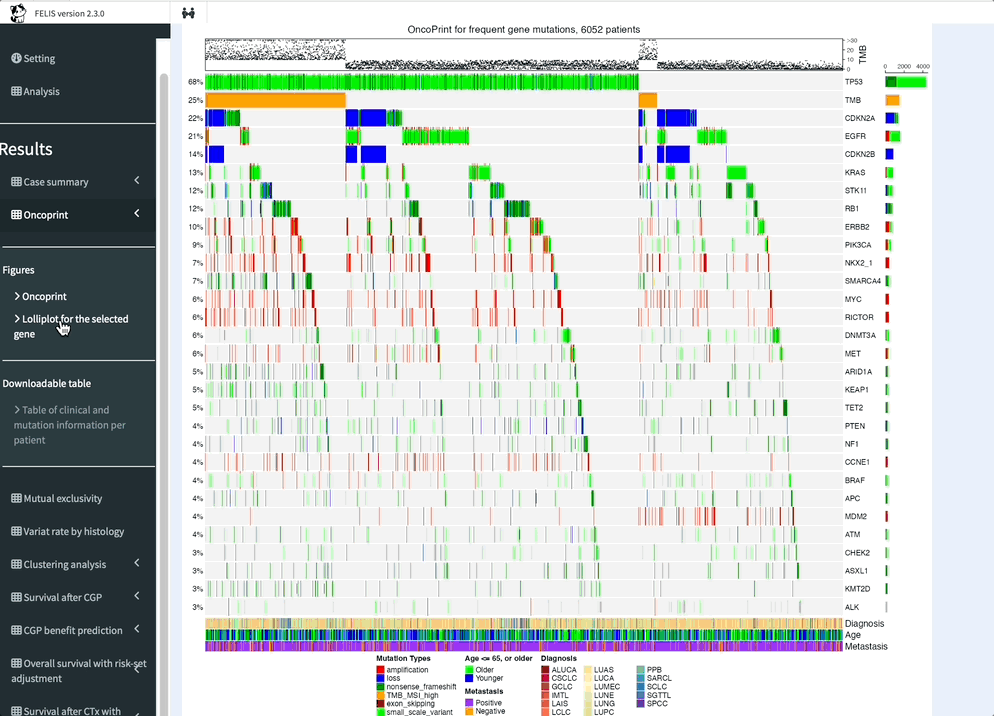 FELIS version 2.3.0
Setting
Analysis
Results
Case summary
Oncoprint
Figures
Oncoprint
Lolliplot for the selected
gene
Downloadable table
Table of clinical and
mutation information per
patient
Mutual exclusivity
Variat rate by histology
Clustering analysis
Survival after CGP
CGP benefit prediction
Overall survival with risk-set
adjustment
Survival after CTx with
OncoPrint for frequent gene mutations, 6052 patients
>30
20
10
0
TMB
0 2000 4000
68% TP53
25% TMB
22% CDKN2A
21% EGFR
14% CDKN2B
13% KRAS
12% STK11
12% RB1
10% ERBB2
9% PIK3CA
7% NKX2_1
7% SMARCA4
6% MYC
6% RICTOR
6% DNMT3A
6% MET
5% ARID1A
5% KEAP1
5% TET2
4% PTEN
4% NF1
4% CCNE1
4% BRAF
4% APC
4% MDM2
4% ATM
3% CHEK2
3% ASXL1
3% KMT2D
3% ALK
Diagnosis
Age
Metastasis
Mutation Types
amplification
loss
nonsense_frameshift
TMB_MSI_high
exon_skipping
small_scale_variant
Age <= 65, or older
Older
Younger
Metastasis
Positive
Negative
Diagnosis
ALUCA
CSCLC
GCLC
IMTL
LAIS
LCLC
LUAS
LUCA
LUMEC
LUNE
LUNG
LUPC
PPB
SARCL
SCLC
SGTTL
SPCC